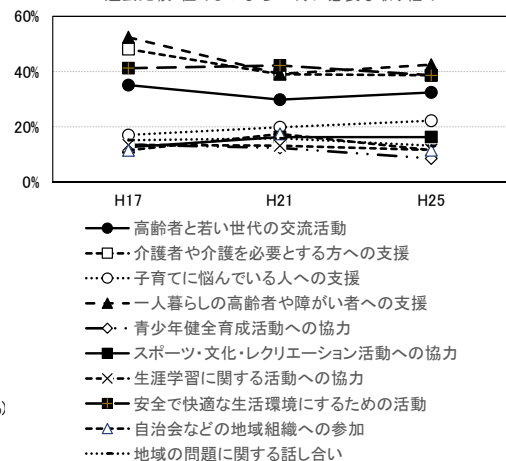 60%
40%
20%
0%
H17 H21 H25
高齢者と若い世代の交流活動
介護者や介護を必要とする方への支援
子育てに悩んでいる人への支援
一人暮らしの高齢者や障がい者への支援
青少年健全育成活動への協力
スポーツ・文化・レクリエーション活動への協力
生涯学習に関する活動への協力
安全で快適な生活環境にするための活動
自治会などの地域組織への参加
地域の問題に関する話し合い